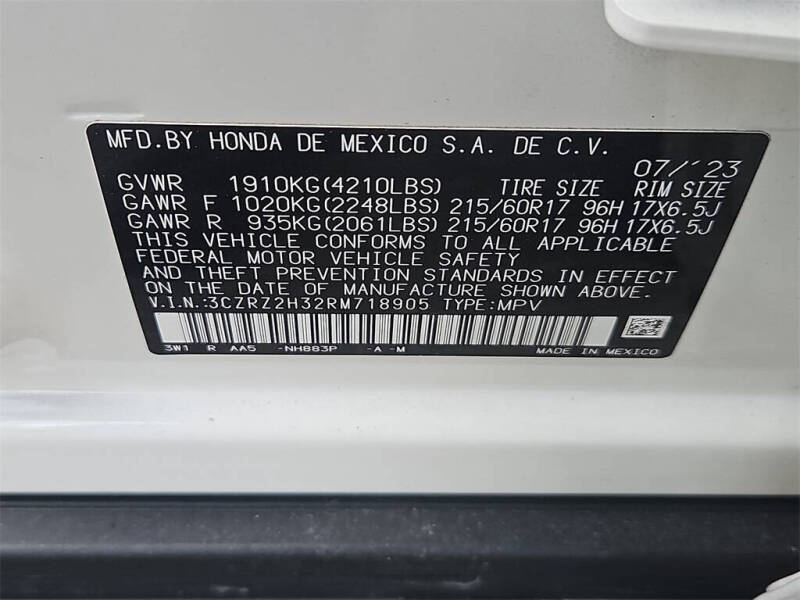 MFD.BY HONDA DE MEXICO S.A. DE C.V. 07/'23
GVWR 1910KG(4210LBS) TIRE SIZE RIM SIZE
GAWR F 1020KG(2248LBS) 215/60R17 96H 17X6.5J
GAWR R 935KG(2061LBS) 215/60R17 96H 17X6.5J
THIS VEHICLE CONFORMS TO ALL APPLICABLE
FEDERAL MOTOR VEHICLE SAFETY
AND THEFT PREVENTION STANDARDS IN EFFECT
ON THE DATE OF MANUFACTURE SHOWN ABOVE.
V.I.N.:3CZRZ2H32RM718905 TYPE:MPV
3W1 R AA5 -NH883P -A -M MADE IN MEXICO